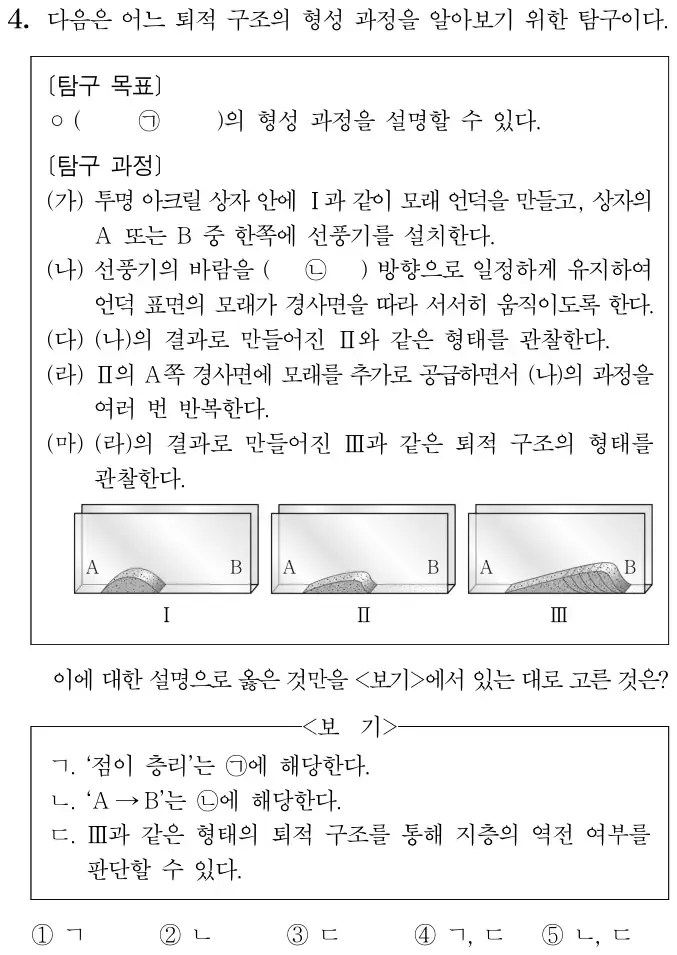 4. 다음은 어느 퇴적 구조의 형성 과정을 알아보기 위한 탐구이다.
〔탐구 목표〕
○ ( ㉠ )의 형성 과정을 설명할 수 있다.
〔탐구 과정〕
(가) 투명 아크릴 상자 안에 Ⅰ과 같이 모래 언덕을 만들고, 상자의
A 또는 B 중 한쪽에 선풍기를 설치한다.
(나) 선풍기의 바람을 ( ㉡ ) 방향으로 일정하게 유지하여
언덕 표면의 모래가 경사면을 따라 서서히 움직이도록 한다.
(다) (나)의 결과로 만들어진 Ⅱ와 같은 형태를 관찰한다.
(라) Ⅱ의 A쪽 경사면에 모래를 추가로 공급하면서 (나)의 과정을
여러 번 반복한다.
(마) (라)의 결과로 만들어진 Ⅲ과 같은 퇴적 구조의 형태를
관찰한다.
A B A B A B
Ⅰ Ⅱ Ⅲ
이에 대한 설명으로 옳은 것만을 <보기>에서 있는 대로 고른 것은?
<보 기>
ㄱ. ‘점이 층리’는 ㉠에 해당한다.
ㄴ. ‘A → B’는 ㉡에 해당한다.
ㄷ. Ⅲ과 같은 형태의 퇴적 구조를 통해 지층의 역전 여부를
판단할 수 있다.
① ㄱ ② ㄴ ③ ㄷ ④ ㄱ, ㄷ ⑤ ㄴ, ㄷ